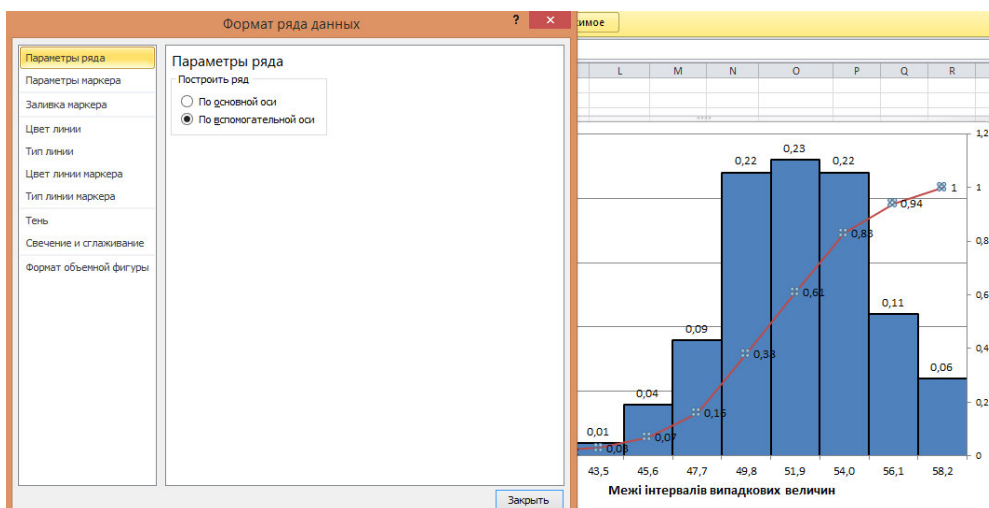 Формат ряда данных
?
×
имое
Параметры ряда
Параметры маркера
Заливка маркера
Цвет линии
Тип линии
Цвет линии маркера
Тип линии маркера
Тень
Свечение и сглаживание
Формат объемной фигуры
Параметры ряда
Построить ряд
По основной оси
По вспомогательной оси
Закрыть
L M N O P Q R
1,2
1
0,8
0,6
0,4
0,2
0
0,01
0,04
0,09
0,22
0,23
0,22
0,11
0,06
0,03
0,07
0,16
0,38
0,61
0,83
0,94
1
43,5 45,6 47,7 49,8 51,9 54,0 56,1 58,2
Межі інтервалів випадкових величин